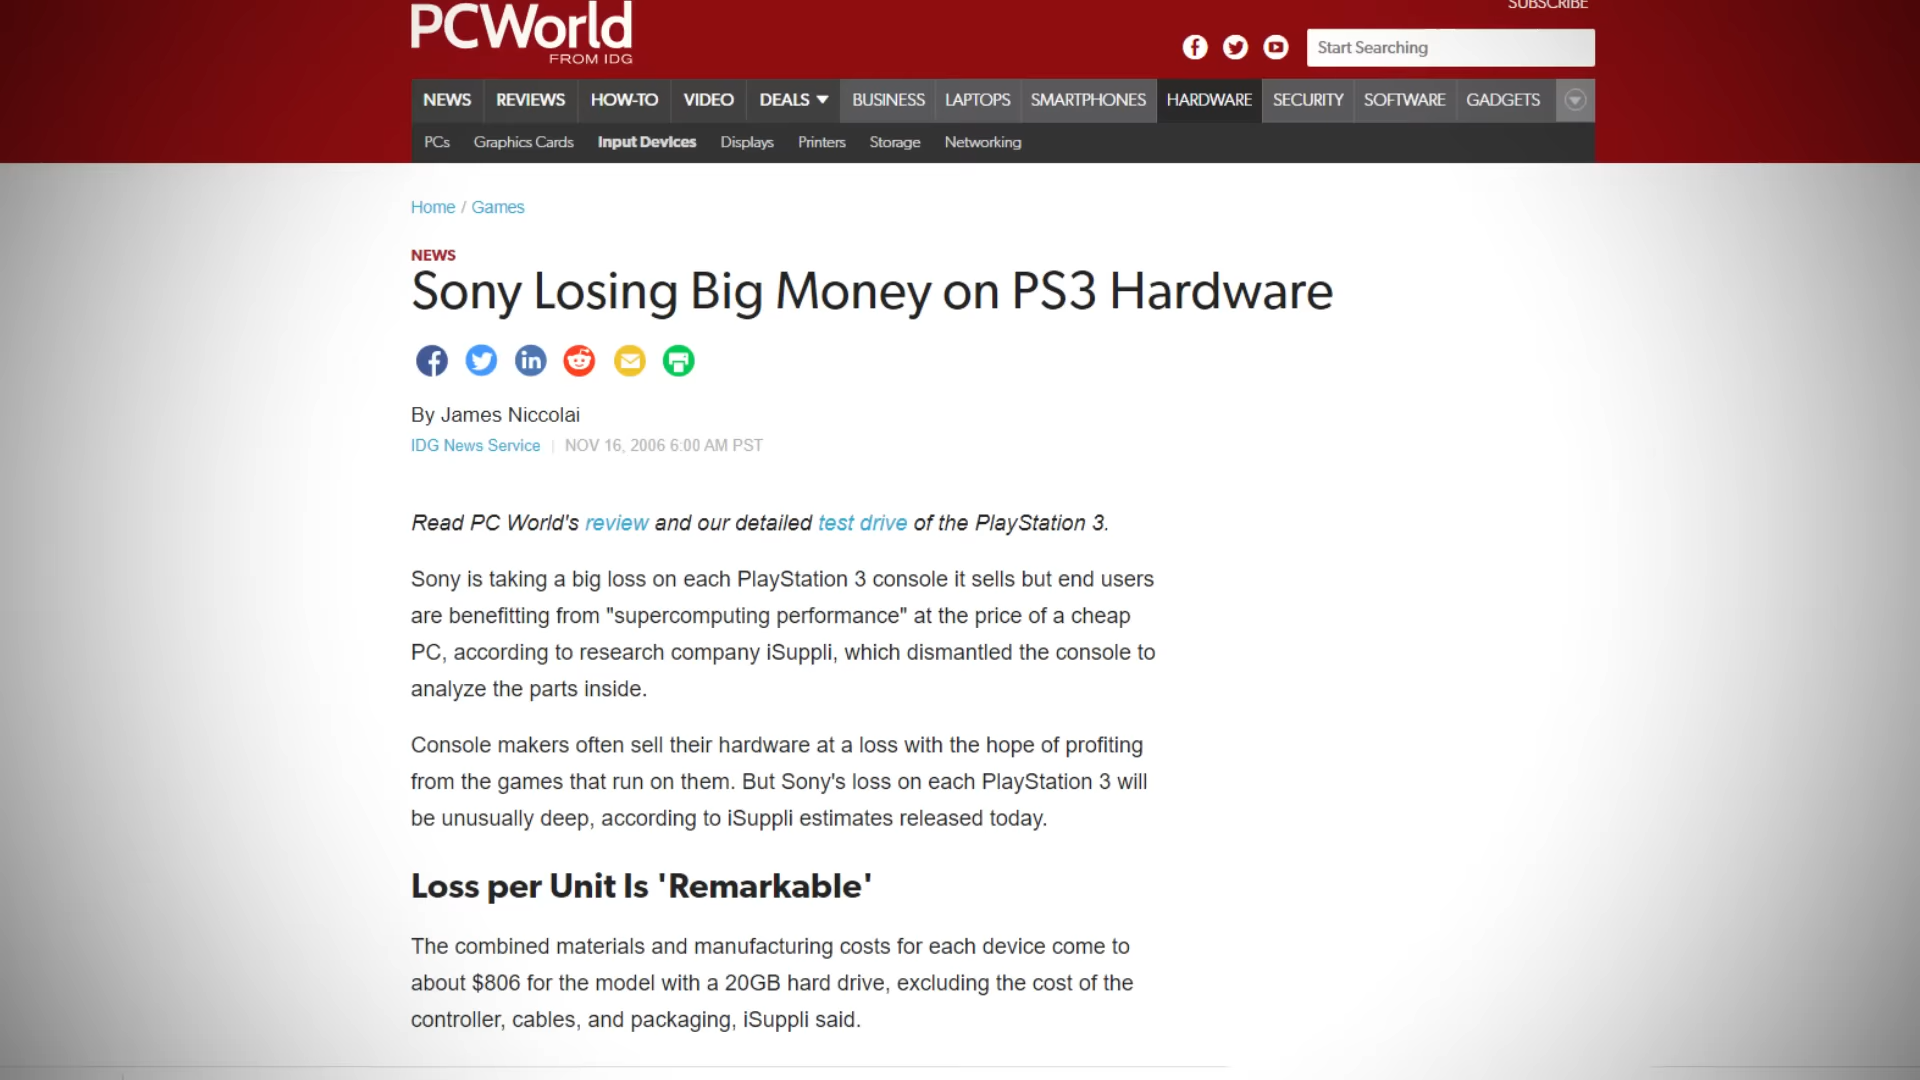 SUBSCRIBE
PCWorld
FROM IDG
Start Searching
NEWS REVIEWS HOW-TO VIDEO DEALS BUSINESS LAPTOPS SMARTPHONES HARDWARE SECURITY SOFTWARE GADGETS
PCs Graphics Cards Input Devices Displays Printers Storage Networking
Home / Games
NEWS
Sony Losing Big Money on PS3 Hardware
By James Niccolai
IDG News Service | NOV 16, 2006 6:00 AM PST
Read PC World's review and our detailed test drive of the PlayStation 3.
Sony is taking a big loss on each PlayStation 3 console it sells but end users
are benefitting from "supercomputing performance" at the price of a cheap
PC, according to research company iSuppli, which dismantled the console to
analyze the parts inside.
Console makers often sell their hardware at a loss with the hope of profiting
from the games that run on them. But Sony's loss on each PlayStation 3 will
be unusually deep, according to iSuppli estimates released today.
Loss per Unit Is 'Remarkable'
The combined materials and manufacturing costs for each device come to
about $806 for the model with a 20GB hard drive, excluding the cost of the
controller, cables, and packaging, iSuppli said.